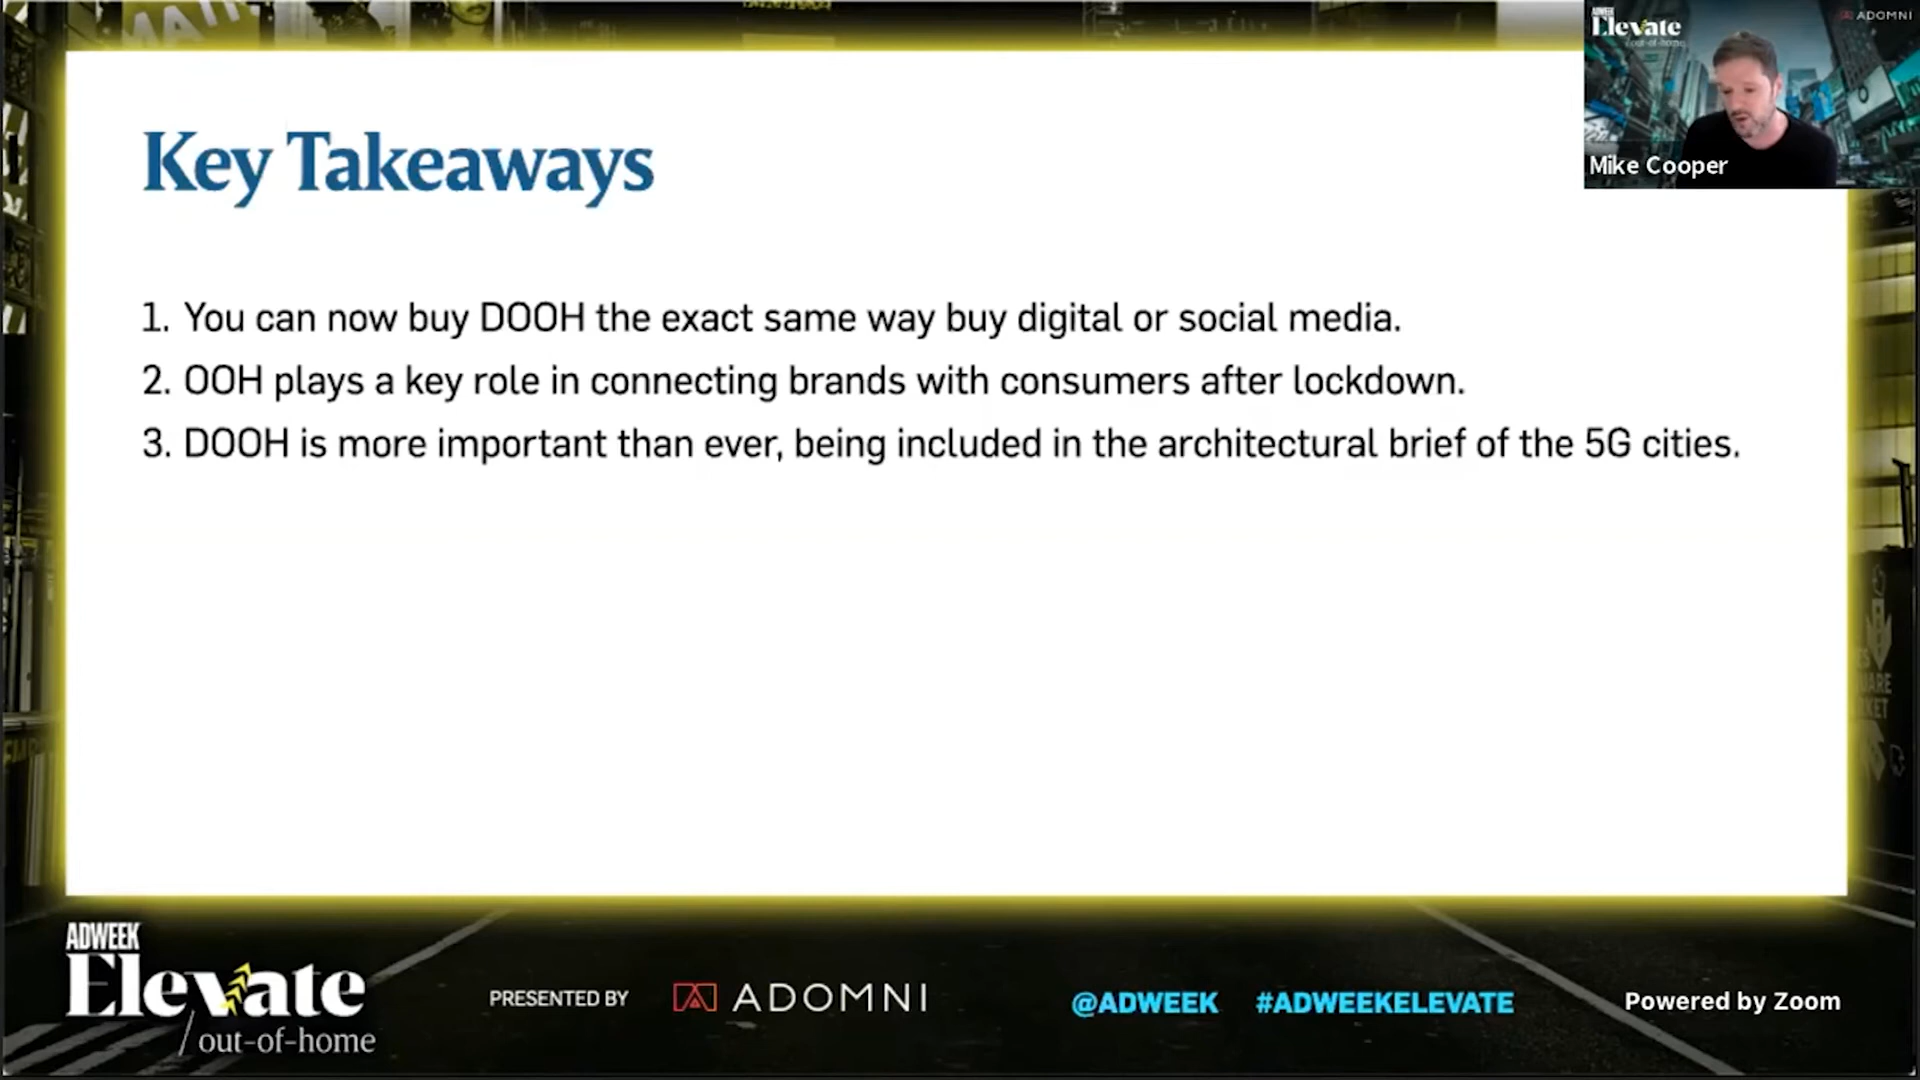 ADWEEK
Elevate
/out-of-home
ADOMNI
Mike Cooper
Key Takeaways
1. You can now buy DOOH the exact same way buy digital or social media.
2. OOH plays a key role in connecting brands with consumers after lockdown.
3. DOOH is more important than ever, being included in the architectural brief of the 5G cities.
ADWEEK
Elevate
/out-of-home
PRESENTED BY
ADOMNI
@ADWEEK
#ADWEEKELEVATE
Powered by Zoom